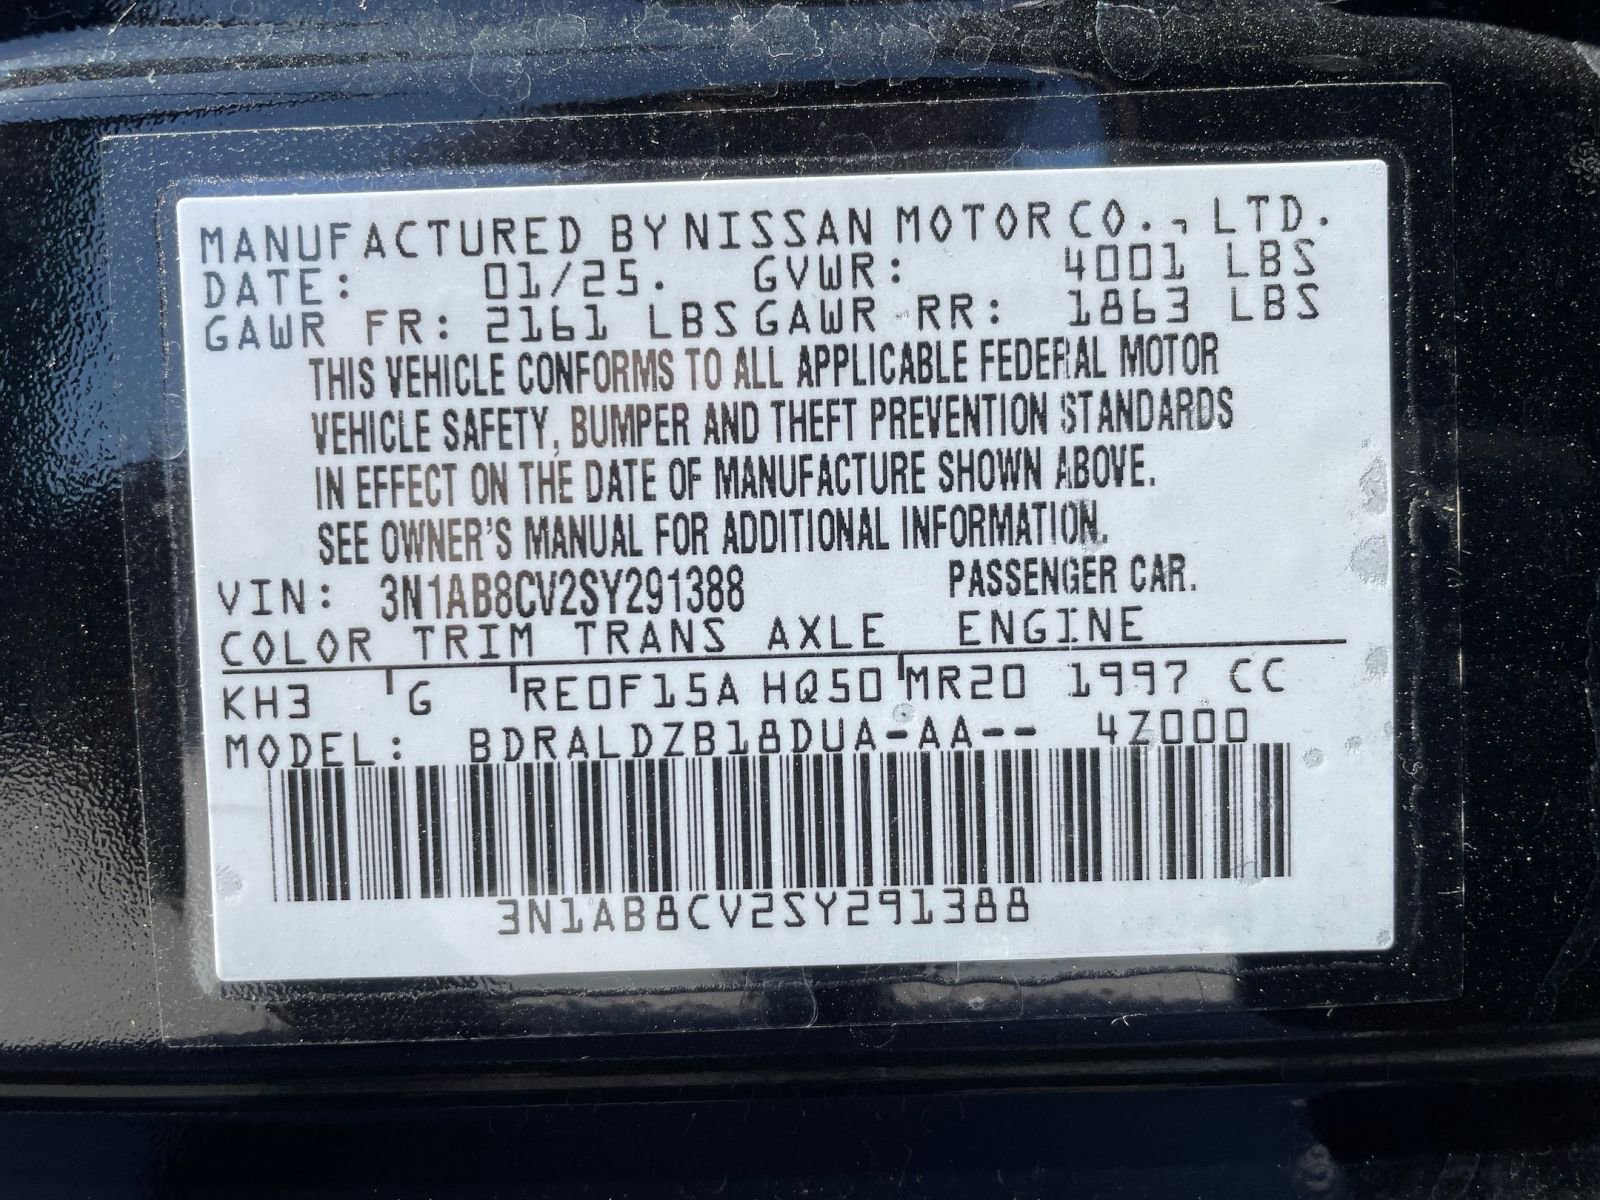 MANUFACTURED BY NISSAN MOTOR CO., LTD.
DATE: 01/25. GVWR: 4001 LBS
GAWR FR: 2161 LBS GAWR RR: 1863 LBS
THIS VEHICLE CONFORMS TO ALL APPLICABLE FEDERAL MOTOR
VEHICLE SAFETY, BUMPER AND THEFT PREVENTION STANDARDS
IN EFFECT ON THE DATE OF MANUFACTURE SHOWN ABOVE.
SEE OWNER'S MANUAL FOR ADDITIONAL INFORMATION.
VIN: 3N1AB8CV2SY291388 PASSENGER CAR.
COLOR TRIM TRANS AXLE ENGINE
KH3 G RE0F15A HQ50 MR20 1997 CC
MODEL: BDRALDZB18DUA-AA-- 4Z000
3N1AB8CV2SY291388